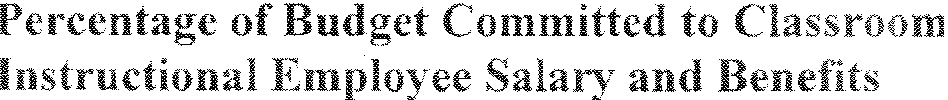 Percentage of Budget Committed to Classroom
Instructional Employee Salary and Benefits